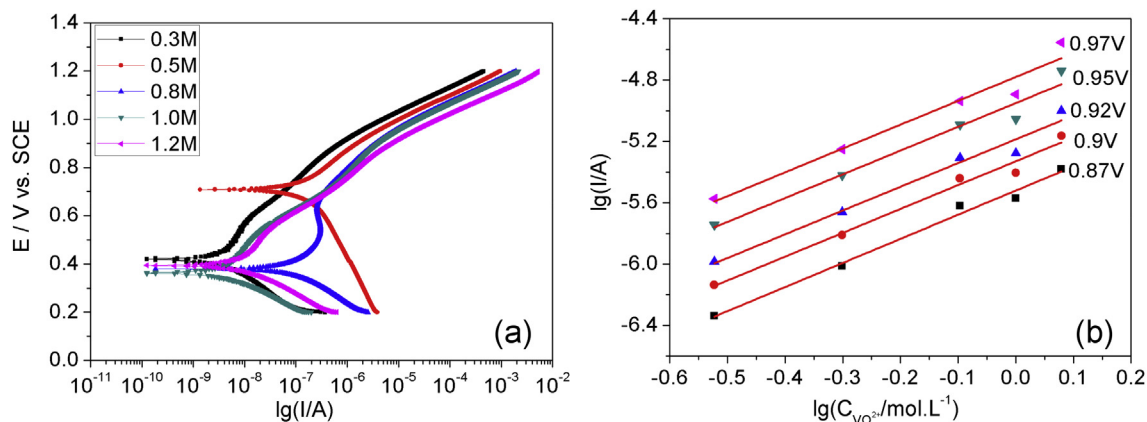 1.4
1.2
1.0
0.8
0.6
0.4
0.2
0.0
E / V vs. SCE
0.3M
0.5M
0.8M
1.0M
1.2M
(a)
10⁻¹¹ 10⁻¹⁰ 10⁻⁹ 10⁻⁸ 10⁻⁷ 10⁻⁶ 10⁻⁵ 10⁻⁴ 10⁻³ 10⁻²
lg(I/A)
-4.4
-4.8
-5.2
-5.6
-6.0
-6.4
lg(I/A)
0.97V
0.95V
0.92V
0.9V
0.87V
(b)
-0.6 -0.5 -0.4 -0.3 -0.2 -0.1 0.0 0.1 0.2
lg(C_VO²⁺/mol.L⁻¹)